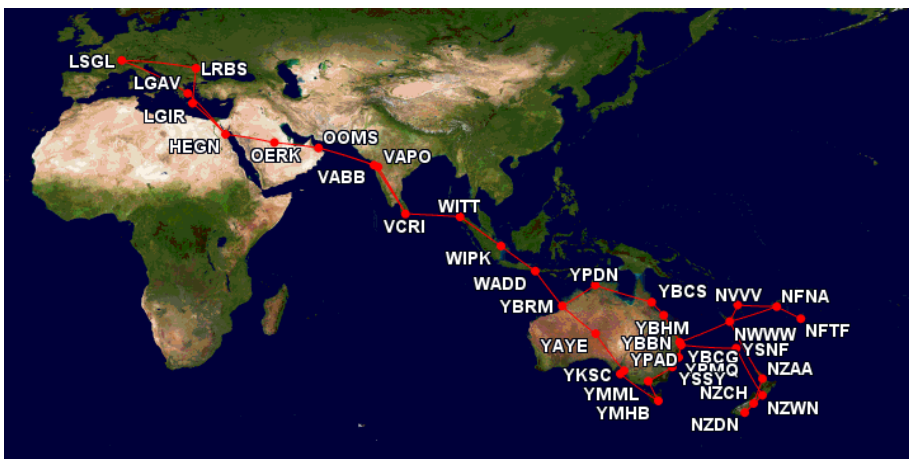 LSGL
LRBS
LGAV
LGIR
HEGN
OERK
OOMS
VABB
VAPO
VCRI
WITT
WIPK
WADD
YPDN
YBRM
YBCS
NVVV
NFNA
NFTF
YBHM
NWWW
YBBN
YAYE
YSNF
YPAD
YBCG
YPMQ
YKSC
YSSY
NZAA
YMML
NZCH
YMHB
NZWN
NZDN